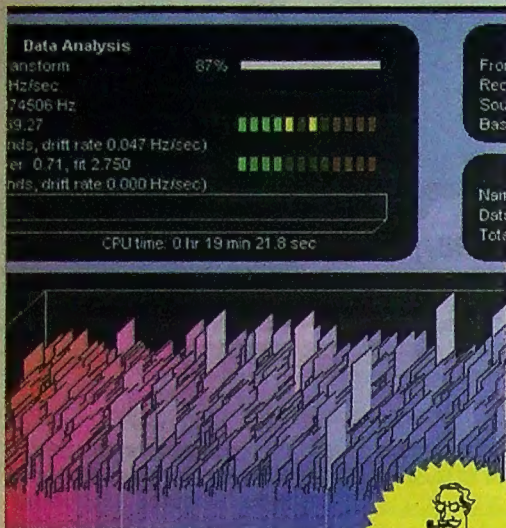 Data Analysis
ansform 87%
Hz/sec
74506 Hz
59.27
nds, drift rate 0.047 Hz/sec)
er 0.71, fit 2.750
nds, drift rate 0.000 Hz/sec)
CPU time: 0 hr 19 min 21.8 sec
From
Rec
Sou
Bas
Nam
Data
Tota